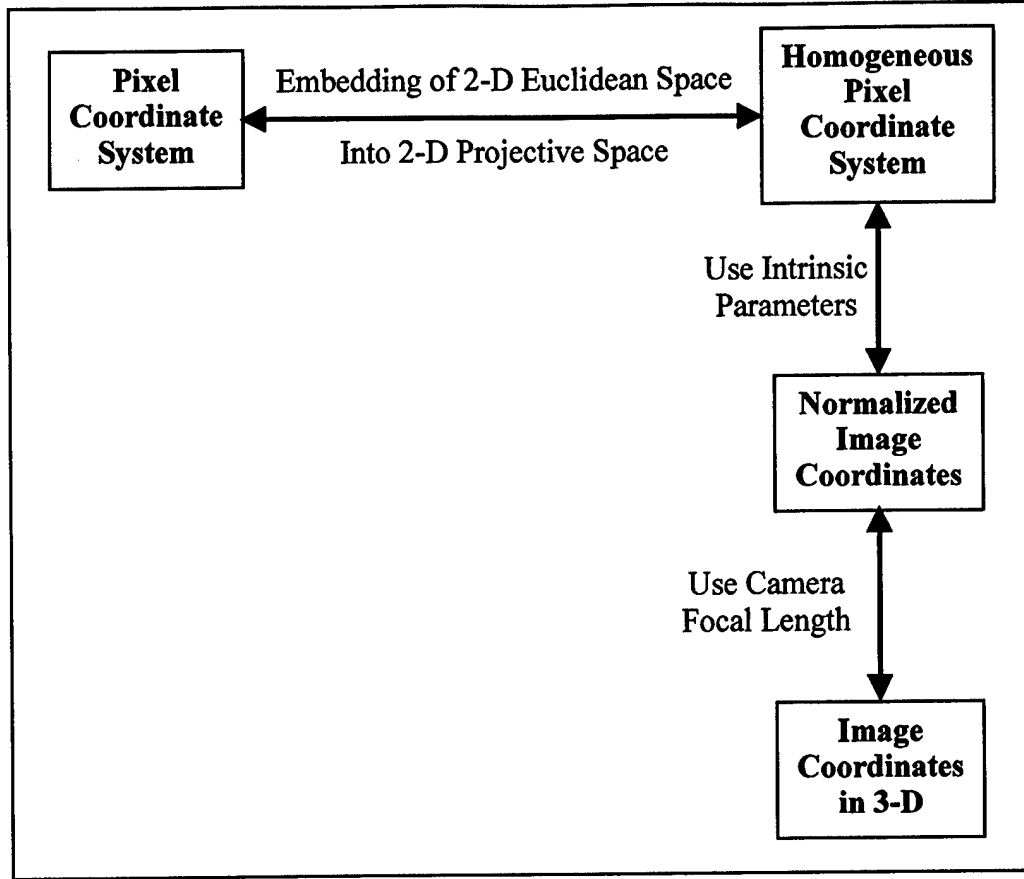 Pixel
Coordinate
System
Embedding of 2-D Euclidean Space
Into 2-D Projective Space
Homogeneous
Pixel
Coordinate
System
Use Intrinsic
Parameters
Normalized
Image
Coordinates
Use Camera
Focal Length
Image
Coordinates
in 3-D